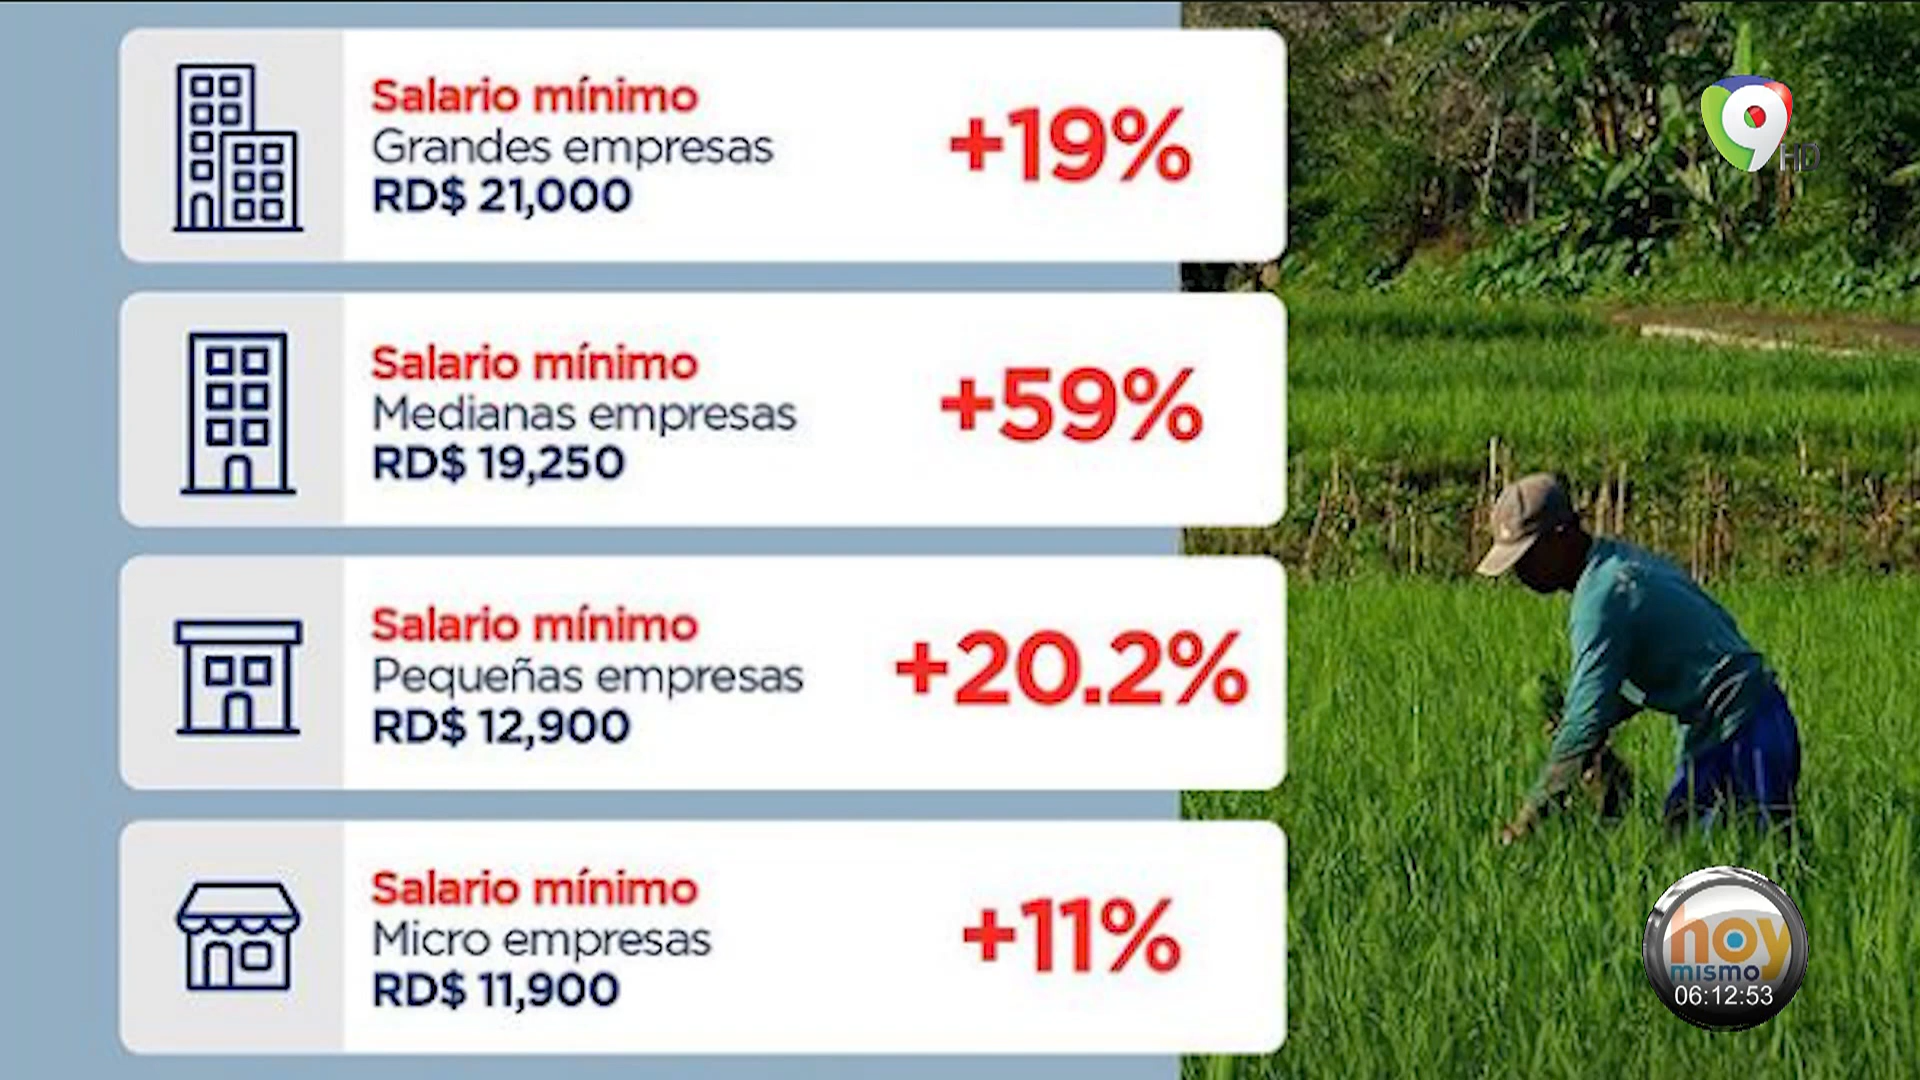 Salario mínimo
Grandes empresas
RD$ 21,000
+19%
Salario mínimo
Medianas empresas
RD$ 19,250
+59%
Salario mínimo
Pequeñas empresas
RD$ 12,900
+20.2%
Salario mínimo
Micro empresas
RD$ 11,900
+11%
9
HD
hoy
mismo
06:12:53